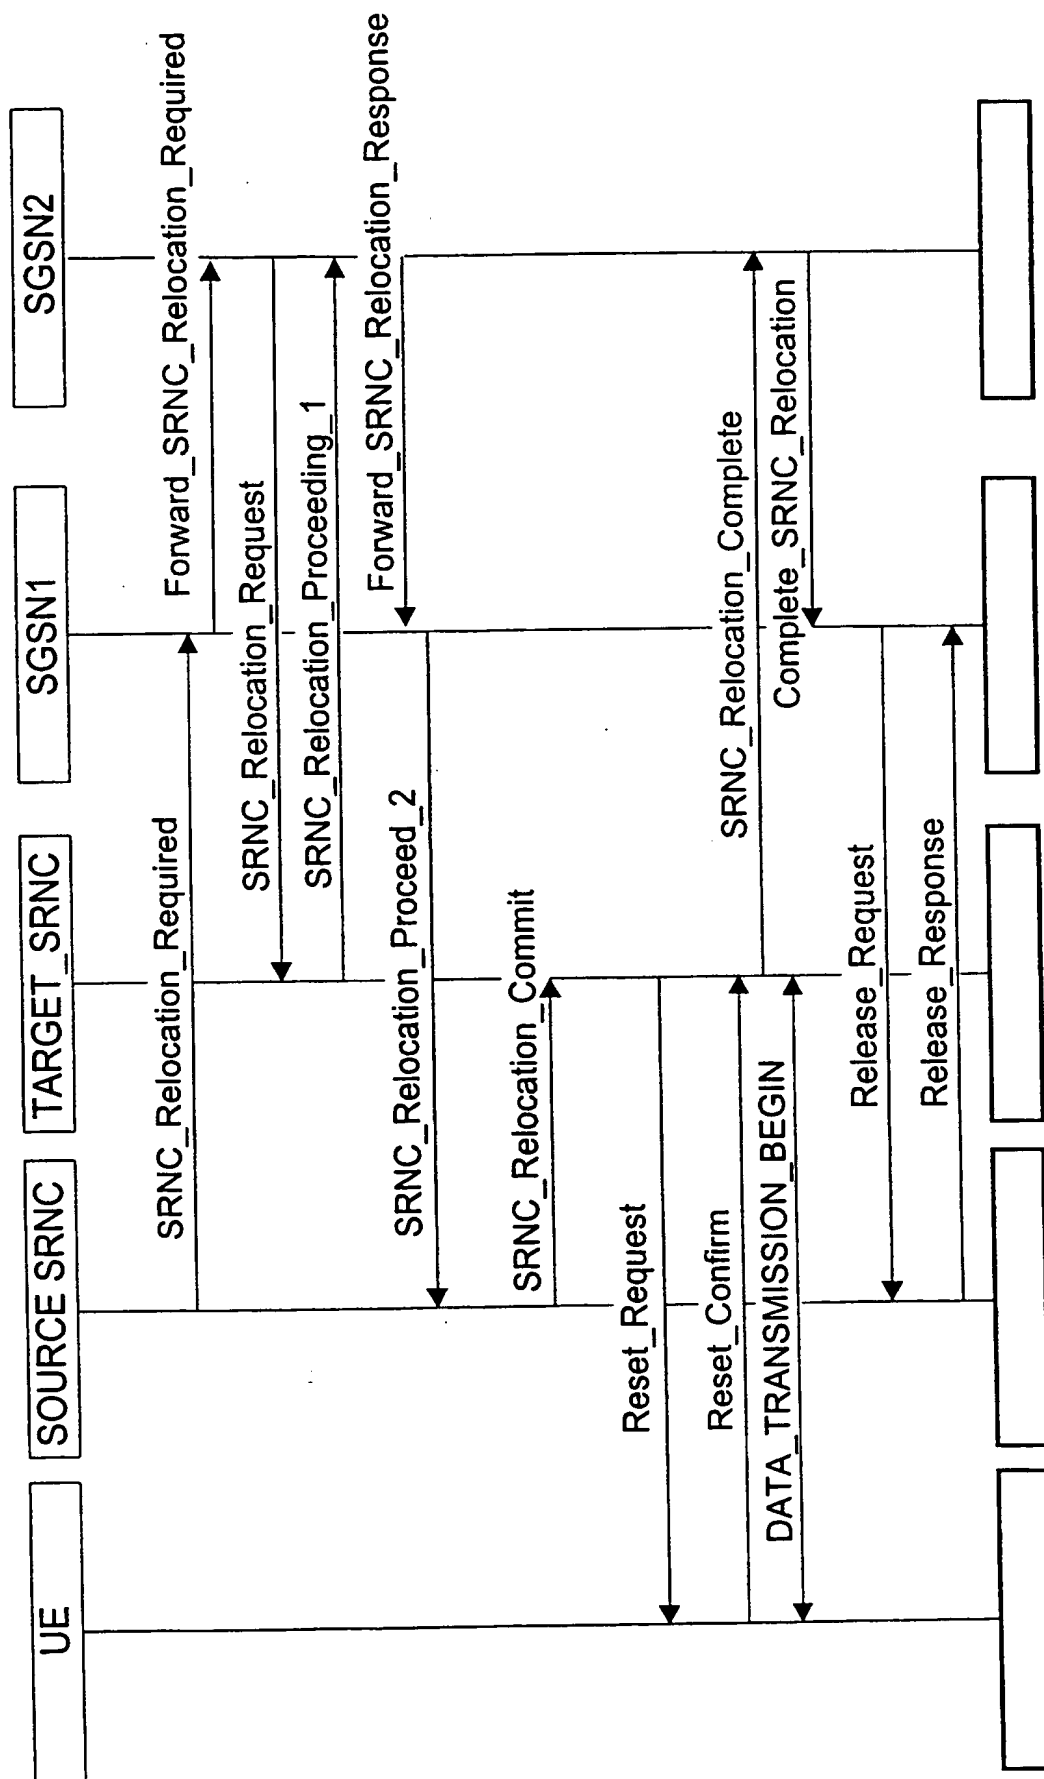 UE
SOURCE SRNC
TARGET_SRNC
SGSN1
SGSN2
SRNC_Relocation_Required
Forward_SRNC_Relocation_Required
SRNC_Relocation_Request
SRNC_Relocation_Proceeding_1
Forward_SRNC_Relocation_Response
SRNC_Relocation_Proceed_2
SRNC_Relocation_Commit
Reset_Request
Reset_Confirm
SRNC_Relocation_Complete
DATA_TRANSMISSION_BEGIN
Complete_SRNC_Relocation
Release_Request
Release_Response